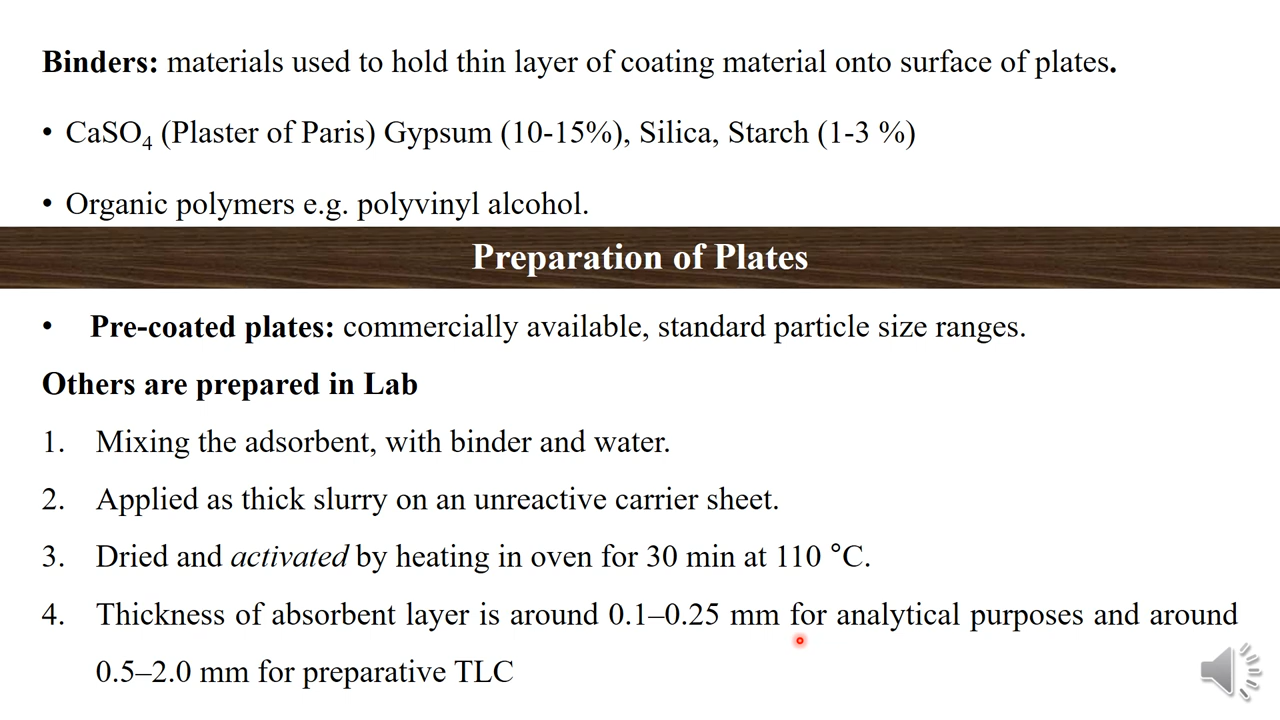 Binders: materials used to hold thin layer of coating material onto surface of plates.
• CaSO₄ (Plaster of Paris) Gypsum (10-15%), Silica, Starch (1-3 %)
• Organic polymers e.g. polyvinyl alcohol.
Preparation of Plates
• Pre-coated plates: commercially available, standard particle size ranges.
Others are prepared in Lab
1. Mixing the adsorbent, with binder and water.
2. Applied as thick slurry on an unreactive carrier sheet.
3. Dried and activated by heating in oven for 30 min at 110 °C.
4. Thickness of absorbent layer is around 0.1–0.25 mm for analytical purposes and around
0.5–2.0 mm for preparative TLC